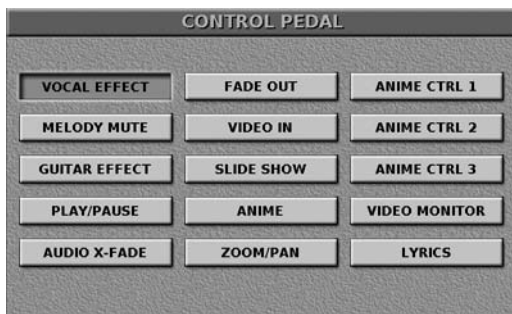 CONTROL PEDAL
VOCAL EFFECT FADE OUT ANIME CTRL 1
MELODY MUTE VIDEO IN ANIME CTRL 2
GUITAR EFFECT SLIDE SHOW ANIME CTRL 3
PLAY/PAUSE ANIME VIDEO MONITOR
AUDIO X-FADE ZOOM/PAN LYRICS